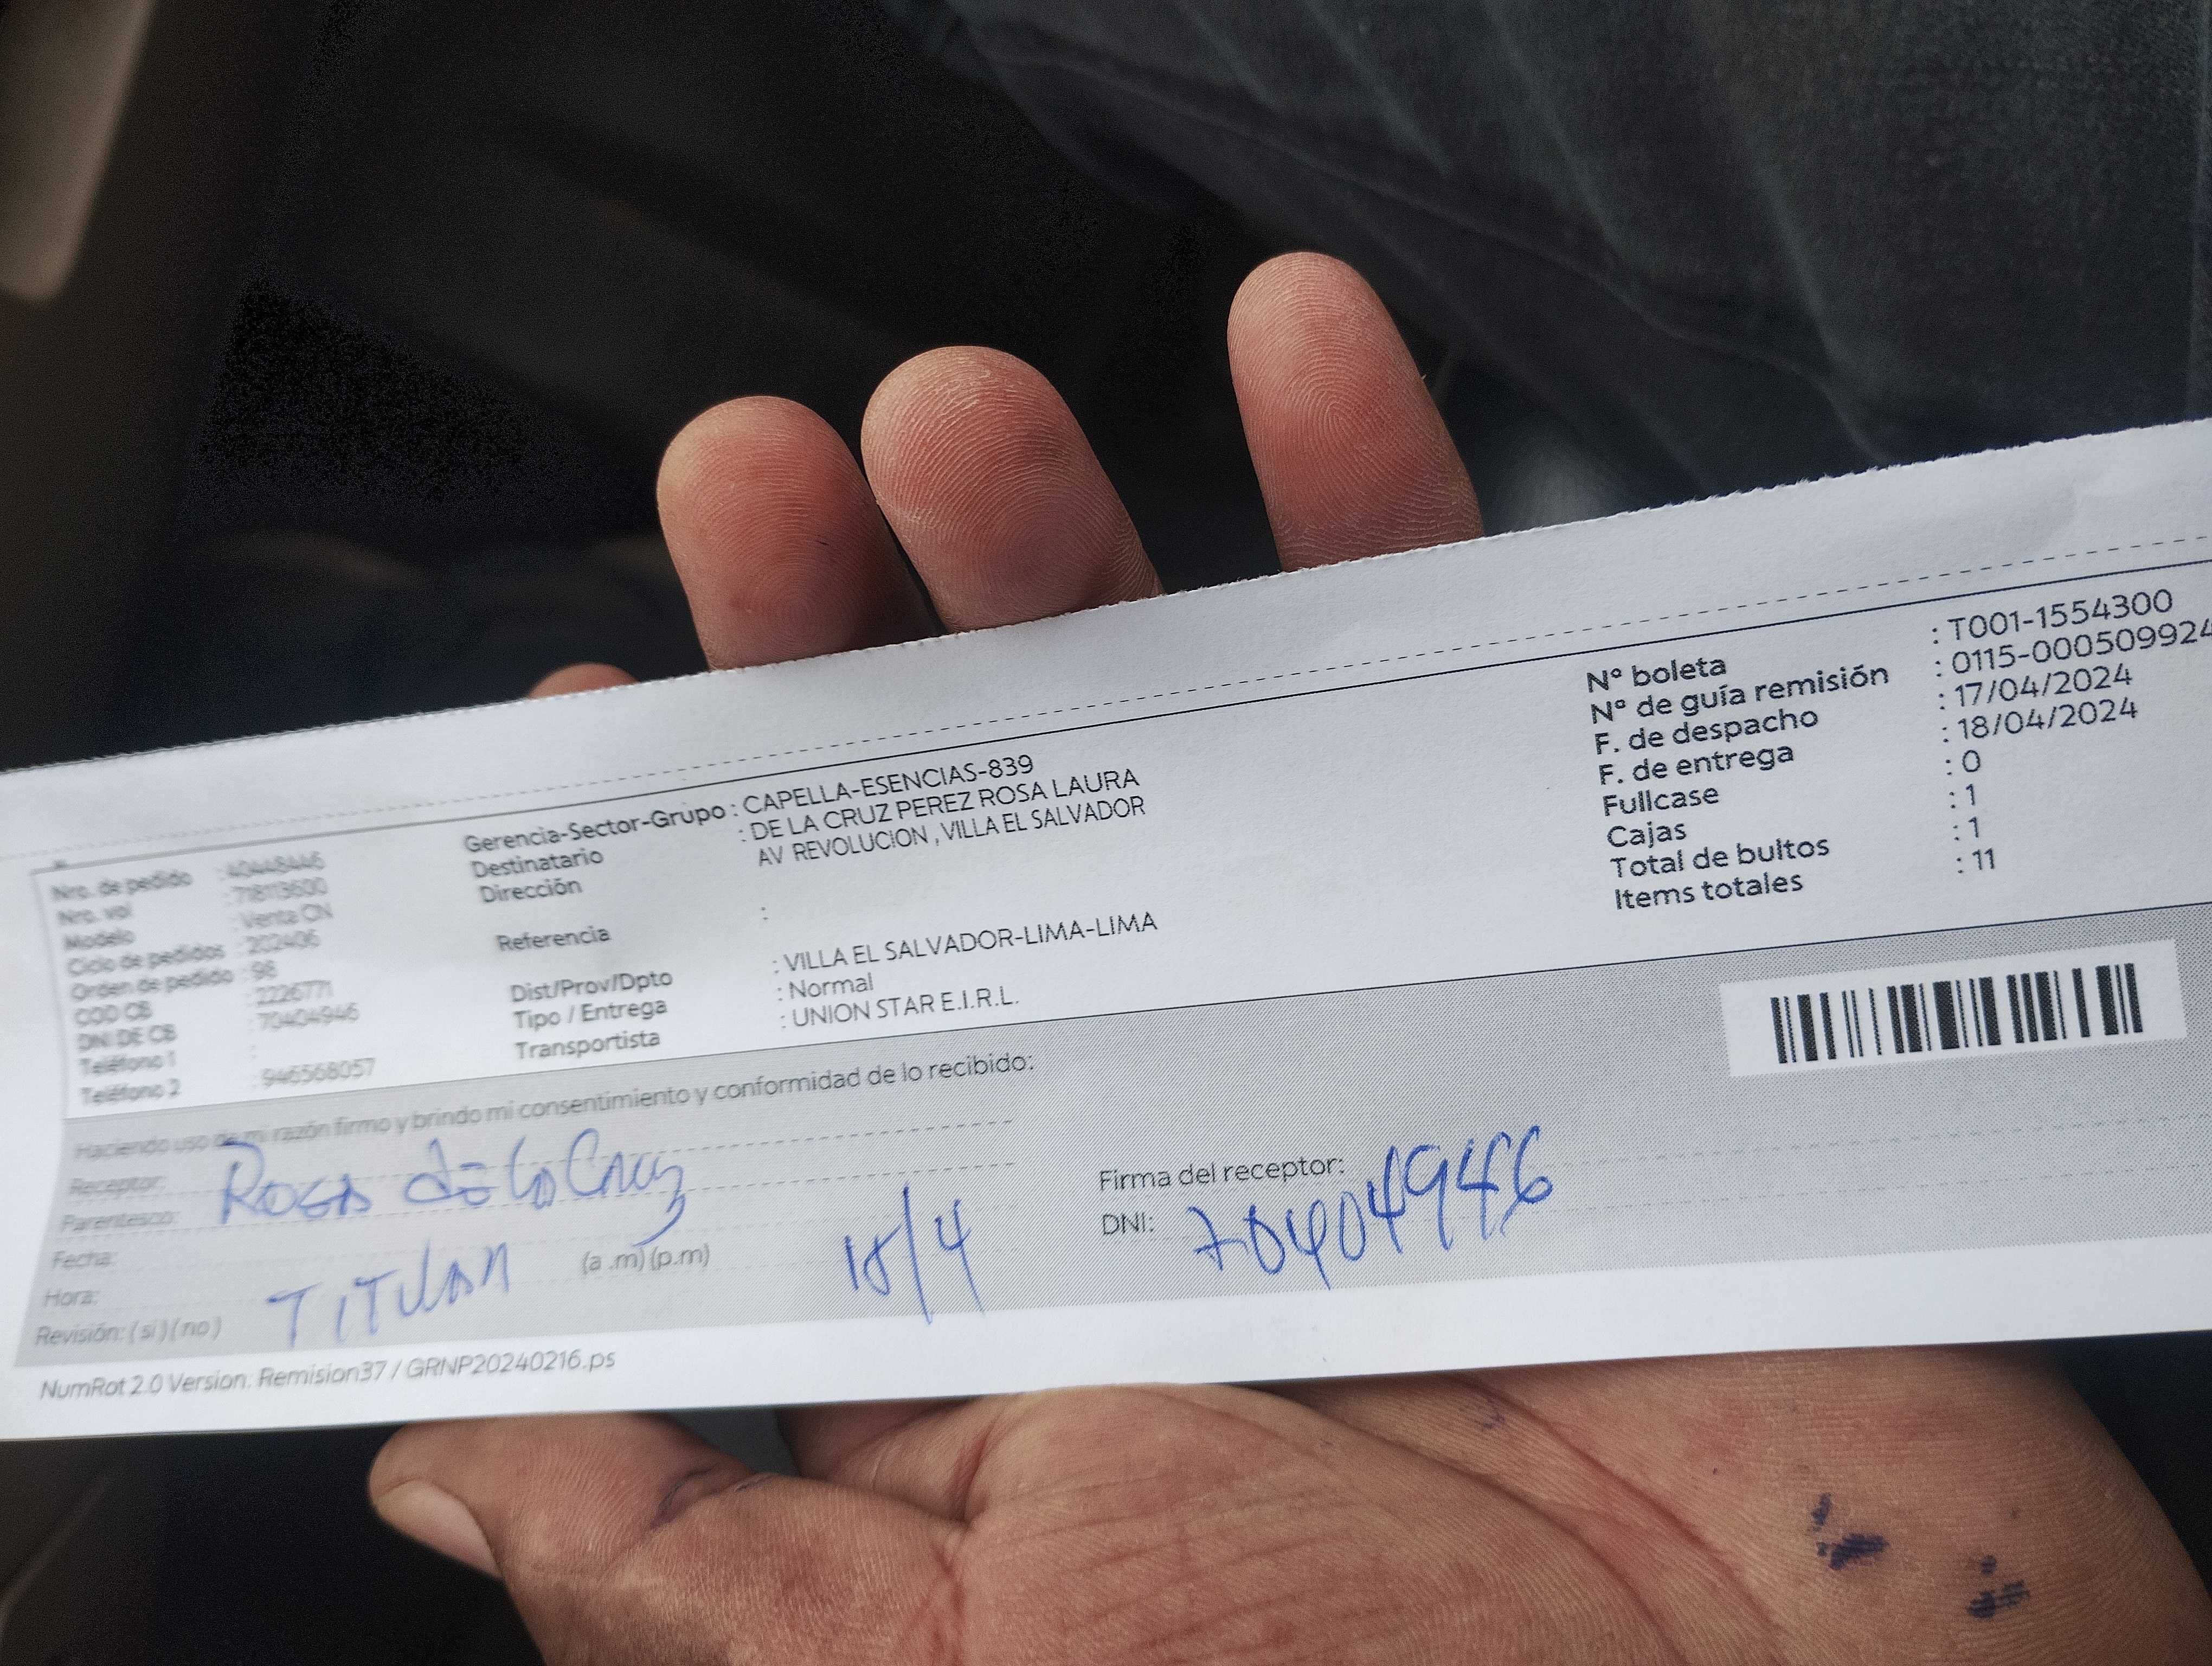 Nro. de pedido : 40448446
Nro. vol : 718113600
Modelo : Venta CN
Ciclo de pedidos : 202406
Orden de pedido : 98
COD CB : 2226771
DNI DE CB : 70404946
Teléfono 1 :
Teléfono 2 : 946568057
Gerencia-Sector-Grupo : CAPELLA-ESENCIAS-839
Destinatario : DE LA CRUZ PEREZ ROSA LAURA
Dirección AV REVOLUCION , VILLA EL SALVADOR
Referencia :
Dist/Prov/Dpto : VILLA EL SALVADOR-LIMA-LIMA
Tipo / Entrega : Normal
Transportista : UNION STAR E.I.R.L.
N° boleta : T001-1554300
N° de guía remisión : 0115-000509924
F. de despacho : 17/04/2024
F. de entrega : 18/04/2024
Fullcase : 0
Cajas : 1
Total de bultos : 1
Items totales : 11
Haciendo uso de mi razón firmo y brindo mi consentimiento y conformidad de lo recibido:
Receptor:
Parentesco: Rosa de la Cruz
Fecha:
Hora: (a .m) (p.m)
Revisión: ( si ) ( no ) TITULAR 18/4
Firma del receptor:
DNI: 70404946
NumRot 2.0 Version: Remision37 / GRNP20240216.ps